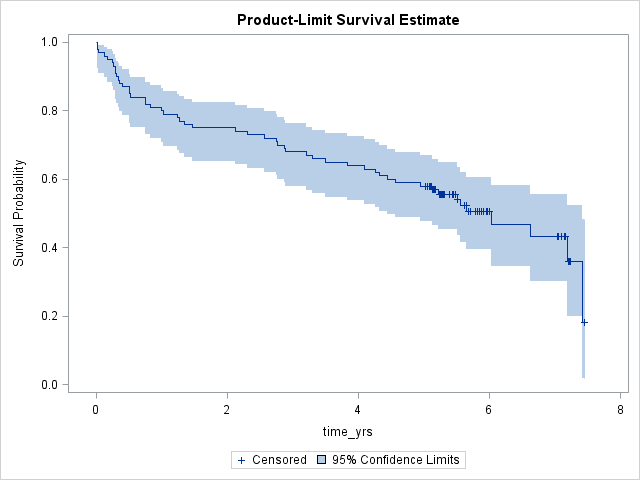 Product-Limit Survival Estimate
1.0
0.8
0.6
0.4
0.2
0.0
Survival Probability
0 2 4 6 8
time_yrs
+ Censored 95% Confidence Limits